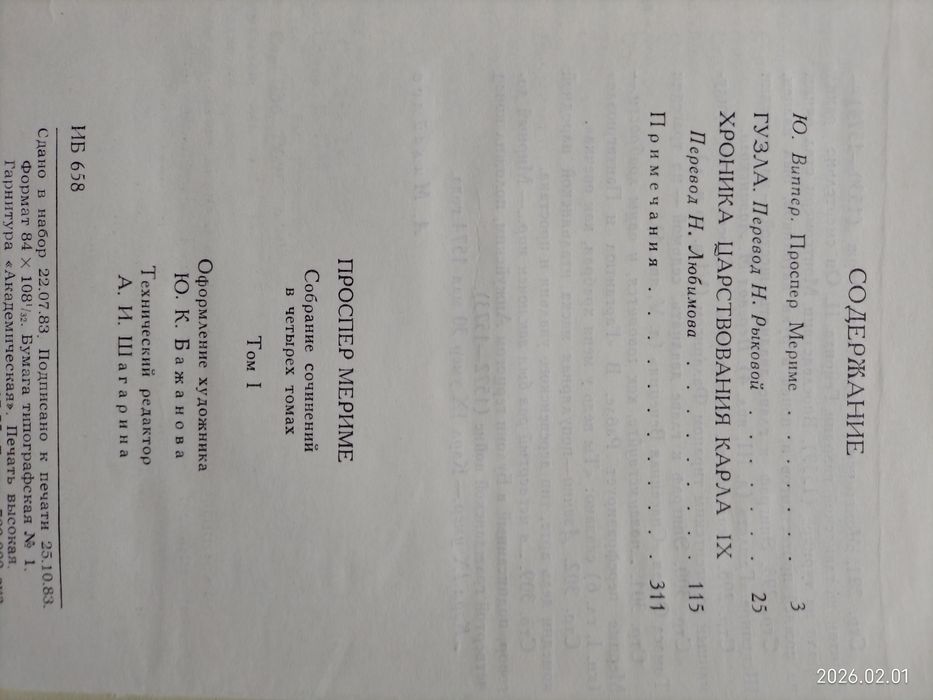 СОДЕРЖАНИЕ
Ю. Виппер. Проспер Мериме . . . . . . . 3
ГУЗЛА. Перевод Н. Рыковой . . . . . . . 25
ХРОНИКА ЦАРСТВОВАНИЯ КАРЛА IX
Перевод Н. Любимова . . . . . . . . . 115
Примечания . . . . . . . . . . . . 311
ПРОСПЕР МЕРИМЕ
Собрание сочинений
в четырех томах
Том I
Оформление художника
Ю. К. Бажанова
Технический редактор
А. И. Шагарина
ИБ 658
Сдано в набор 22.07.83. Подписано к печати 25.10.83.
Формат 84 × 108¹/₃₂. Бумага типографская № 1.
Гарнитура «Академическая». Печать высокая.
2026.02.01